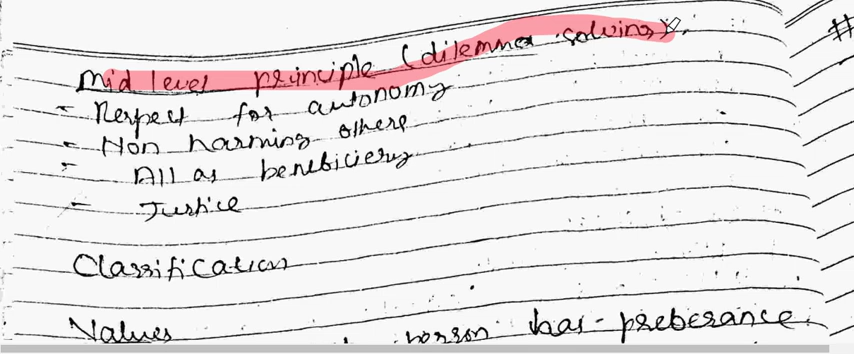 Mid level principle (dilemma solving)
- Respect for autonomy
- Non harming others
- All as beneficiery
- Justice
Classification
Values person has preberance
#